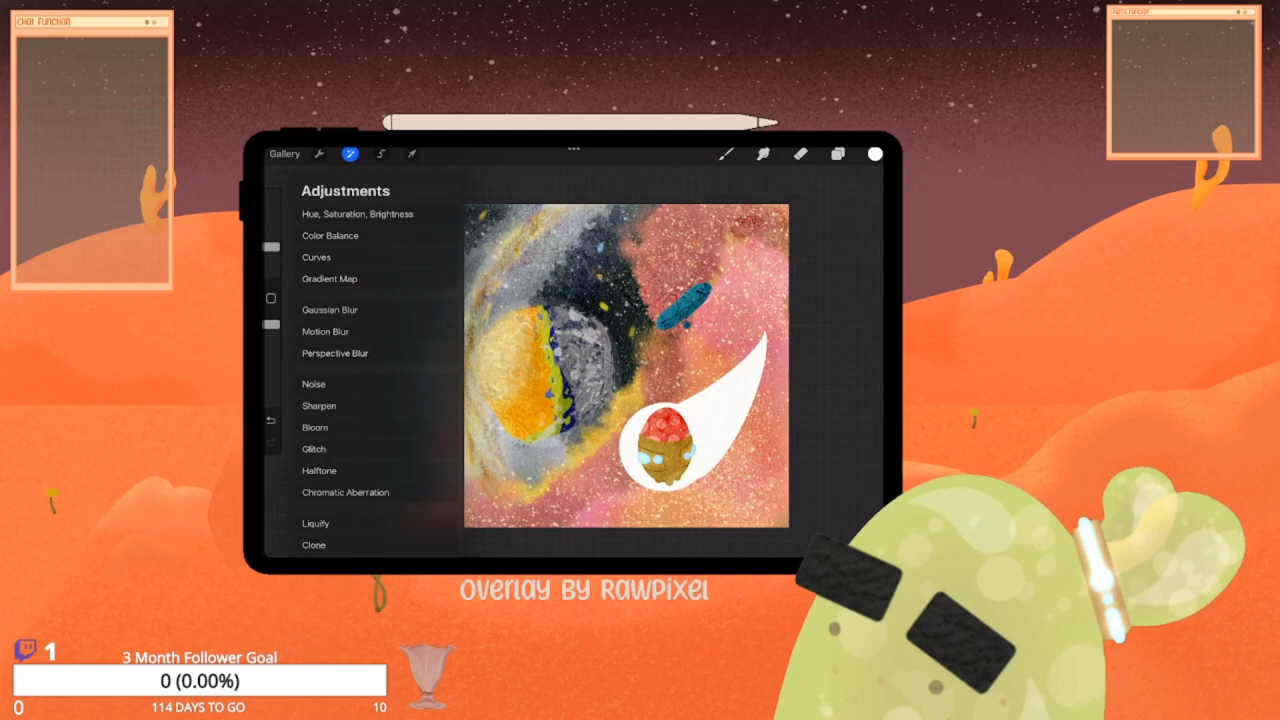 Chat Function
Gallery
Adjustments
Hue, Saturation, Brightness
Color Balance
Curves
Gradient Map
Gaussian Blur
Motion Blur
Perspective Blur
Noise
Sharpen
Bloom
Glitch
Halftone
Chromatic Aberration
Liquify
Clone
Overlay by Rawpixel
1
3 Month Follower Goal
0 (0.00%)
0
114 DAYS TO GO
10